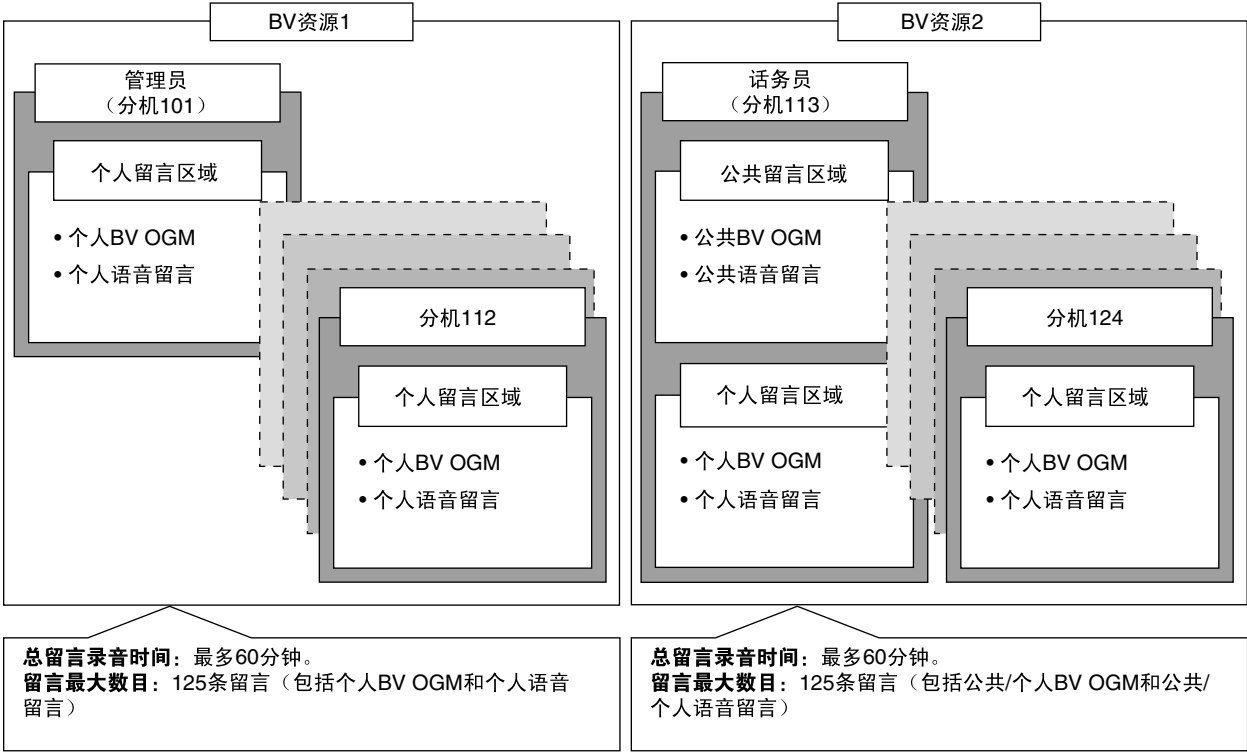 BV资源1
管理员
（分机101）
个人留言区域
• 个人BV OGM
• 个人语音留言
分机112
个人留言区域
• 个人BV OGM
• 个人语音留言
总留言录音时间：最多60分钟。
留言最大数目：125条留言（包括个人BV OGM和个人语音
留言）
BV资源2
话务员
（分机113）
公共留言区域
• 公共BV OGM
• 公共语音留言
个人留言区域
• 个人BV OGM
• 个人语音留言
分机124
个人留言区域
• 个人BV OGM
• 个人语音留言
总留言录音时间：最多60分钟。
留言最大数目：125条留言（包括公共/个人BV OGM和公共/
个人语音留言）